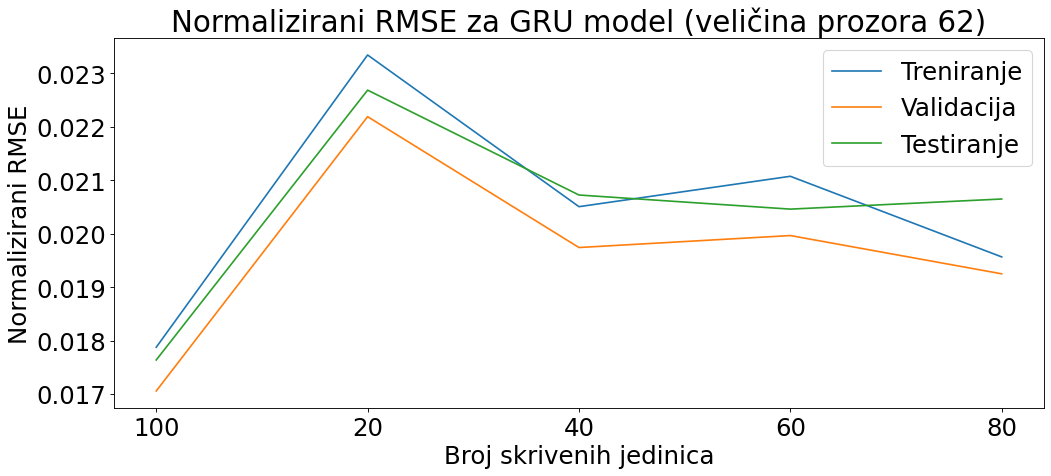 Normalizirani RMSE za GRU model (veličina prozora 62)
Treniranje
Validacija
Testiranje
Normalizirani RMSE
0.023
0.022
0.021
0.020
0.019
0.018
0.017
100 20 40 60 80
Broj skrivenih jedinica